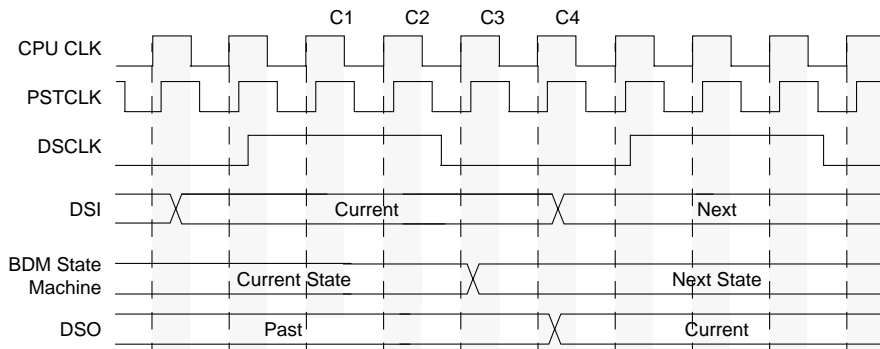 C1 C2 C3 C4
CPU CLK
PSTCLK
DSCLK
DSI Current Next
BDM State
Machine Current State Next State
DSO Past Current